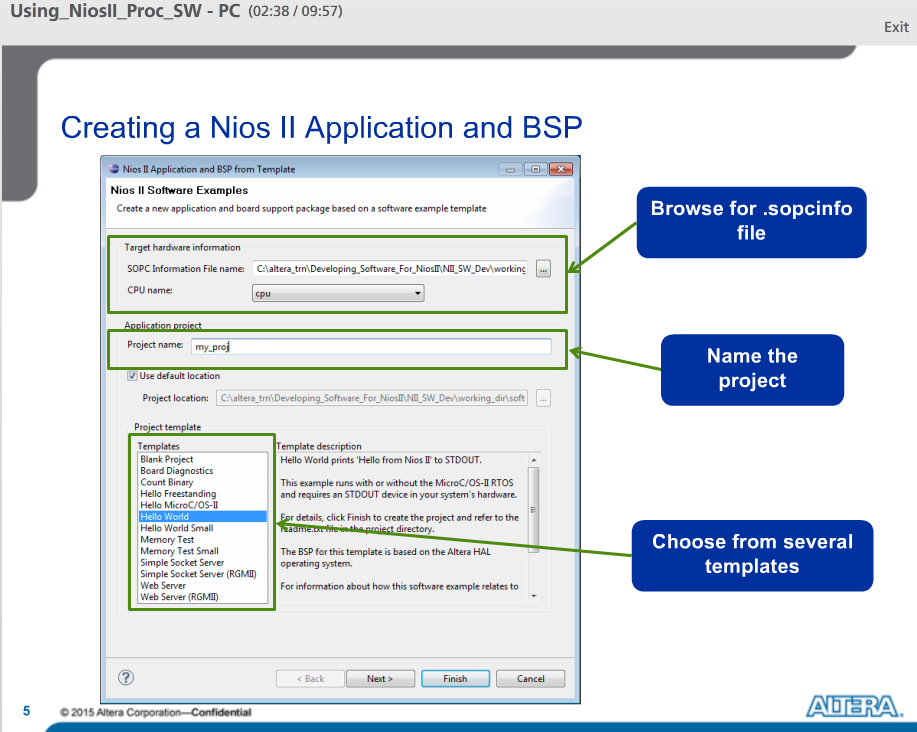 Using_NiosII_Proc_SW - PC (02:38 / 09:57)
Exit
Creating a Nios II Application and BSP
Nios II Application and BSP from Template
Nios II Software Examples
Create a new application and board support package based on a software example template
Target hardware information
SOPC Information File name: C:\altera_trn\Developing_Software_For_NiosII\NII_SW_Dev\working ...
CPU name: cpu
Browse for .sopcinfo
file
Application project
Project name: my_proj
Name the
project
Use default location
Project location: C:\altera_trn\Developing_Software_For_NiosII\NII_SW_Dev\working_dir\soft ...
Project template
Templates
Blank Project
Board Diagnostics
Count Binary
Hello Freestanding
Hello MicroC/OS-II
Hello World
Hello World Small
Memory Test
Memory Test Small
Simple Socket Server
Simple Socket Server (RGMII)
Web Server
Web Server (RGMII)
Template description
Hello World prints 'Hello from Nios II' to STDOUT.
This example runs with or without the MicroC/OS-II RTOS
and requires an STDOUT device in your system's hardware.
For details, click Finish to create the project and refer to the
readme.txt file in the project directory.
The BSP for this template is based on the Altera HAL
operating system.
For information about how this software example relates to
Choose from several
templates
?
< Back
Next >
Finish
Cancel
5
© 2015 Altera Corporation—Confidential
ALTERA